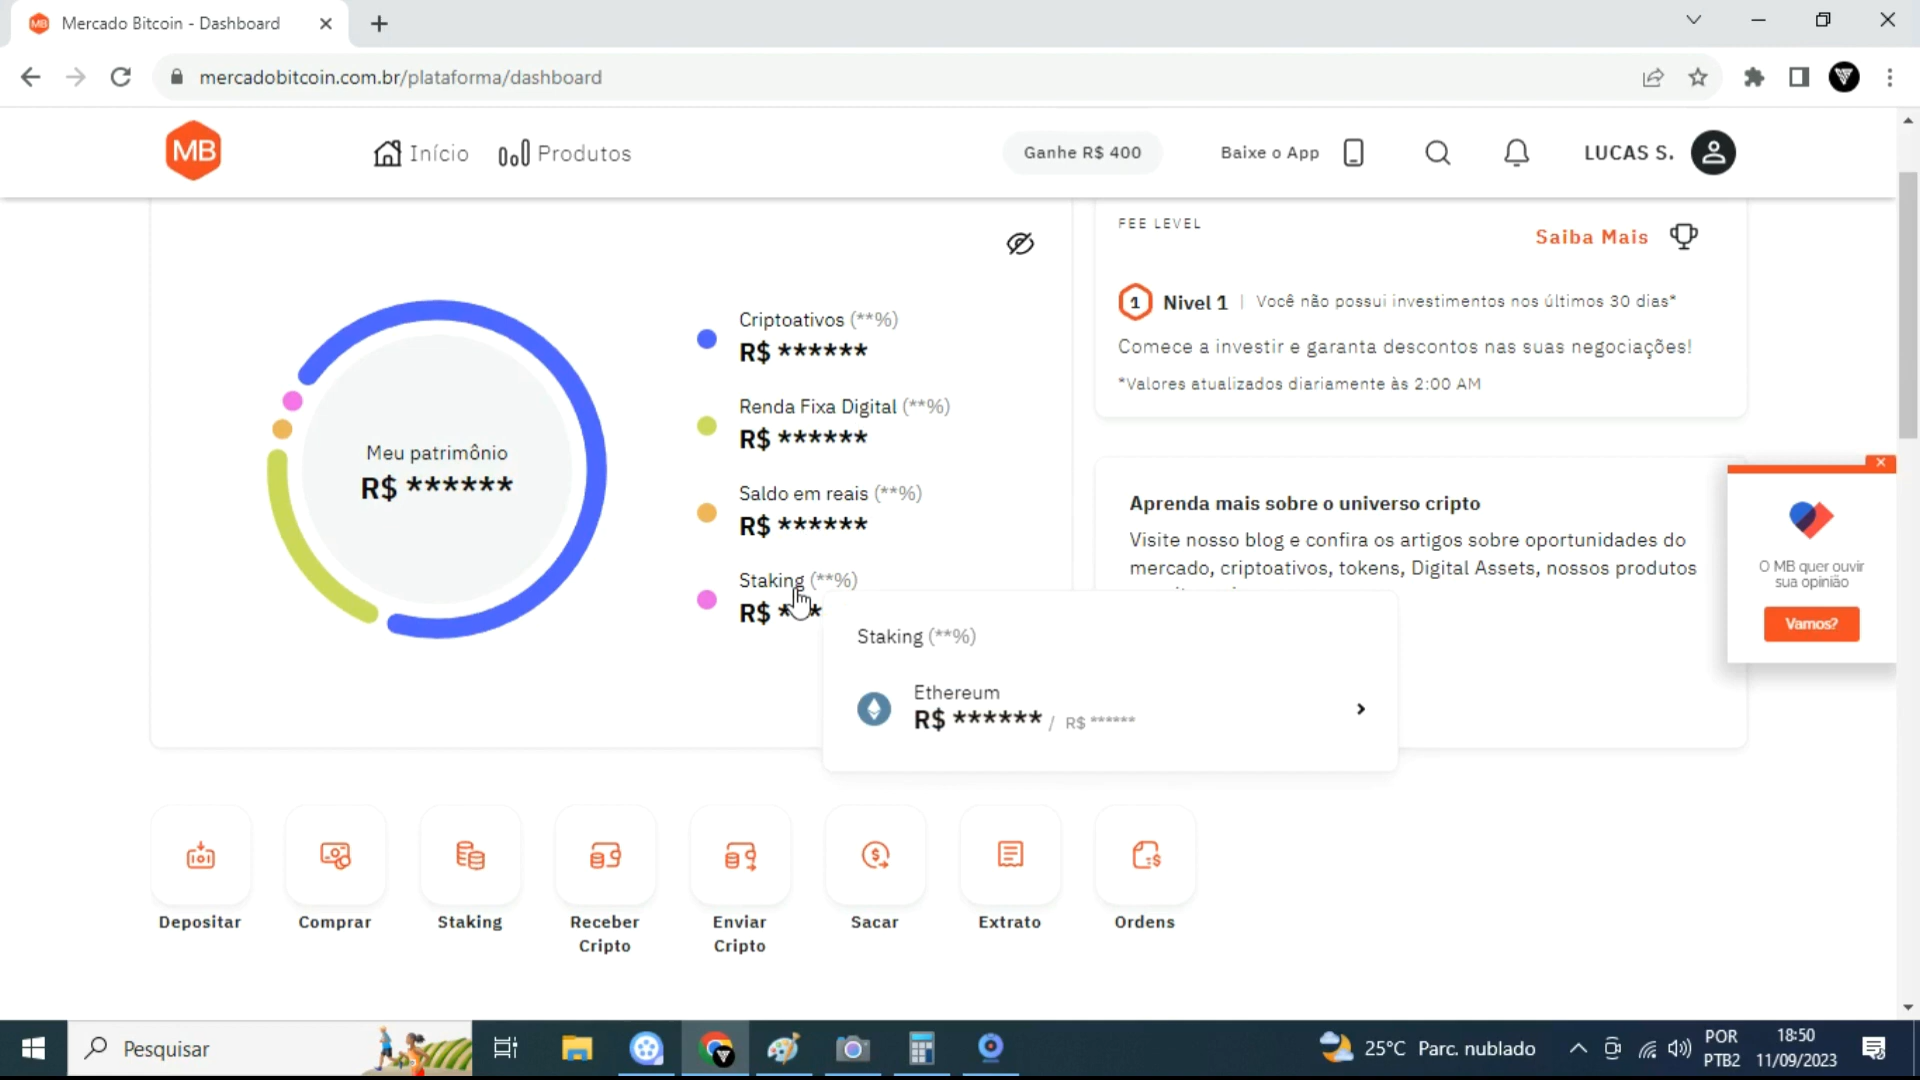 Mercado Bitcoin - Dashboard
mercadobitcoin.com.br/plataforma/dashboard
MB
Início
Produtos
Ganhe R$ 400
Baixe o App
LUCAS S.
FEE LEVEL
Saiba Mais
1 Nivel 1 | Você não possui investimentos nos últimos 30 dias*
Comece a investir e garanta descontos nas suas negociações!
*Valores atualizados diariamente às 2:00 AM
Meu patrimônio
R$ ******
Criptoativos (**%)
R$ ******
Renda Fixa Digital (**%)
R$ ******
Saldo em reais (**%)
R$ ******
Staking (**%)
R$ ****
Aprenda mais sobre o universo cripto
Visite nosso blog e confira os artigos sobre oportunidades do
mercado, criptoativos, tokens, Digital Assets, nossos produtos
O MB quer ouvir
sua opinião
Vamos?
Staking (**%)
Ethereum
R$ ****** / R$ ******
Depositar
Comprar
Staking
Receber
Cripto
Enviar
Cripto
Sacar
Extrato
Ordens
Pesquisar
25°C Parc. nublado
POR
PTB2
18:50
11/09/2023